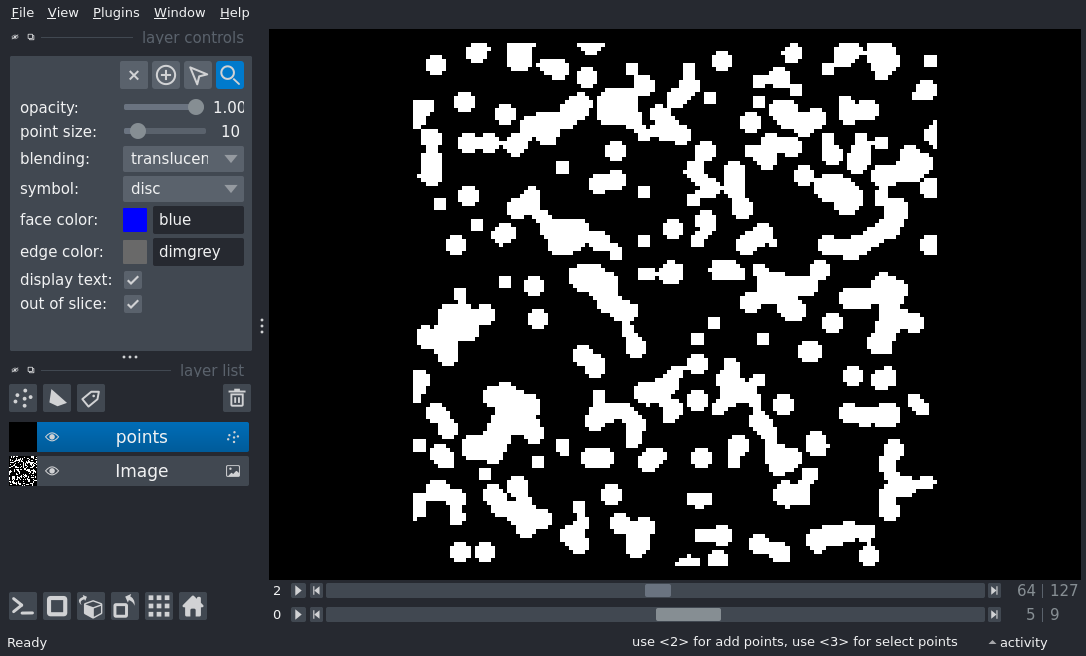 File View Plugins Window Help
layer controls
opacity: 1.00
point size: 10
blending: translucen
symbol: disc
face color: blue
edge color: dimgrey
display text:
out of slice:
layer list
points
Image
2 64 127
0 5 9
Ready use <2> for add points, use <3> for select points activity